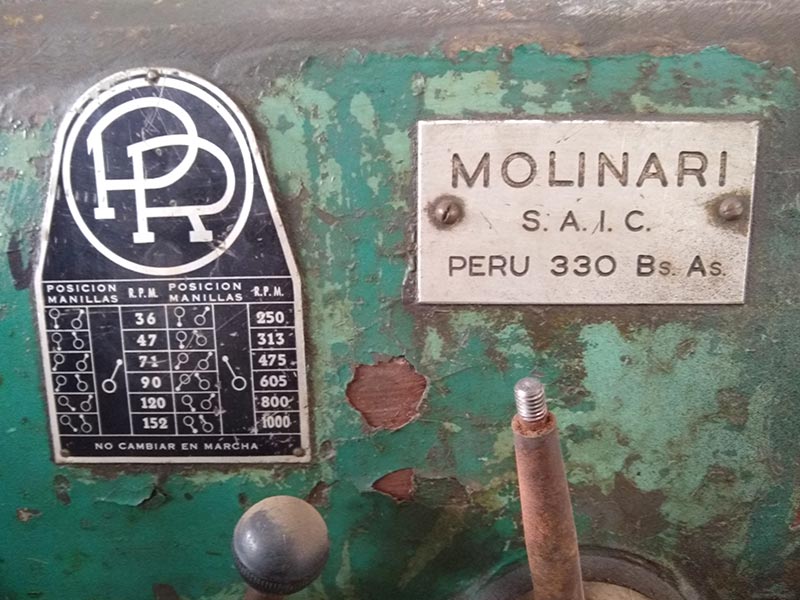 PR
POSICION MANILLAS R.P.M. POSICION MANILLAS R.P.M.
36 250
47 313
71 475
90 605
120 800
152 1000
NO CAMBIAR EN MARCHA
MOLINARI
S.A.I.C.
PERU 330 Bs. As.